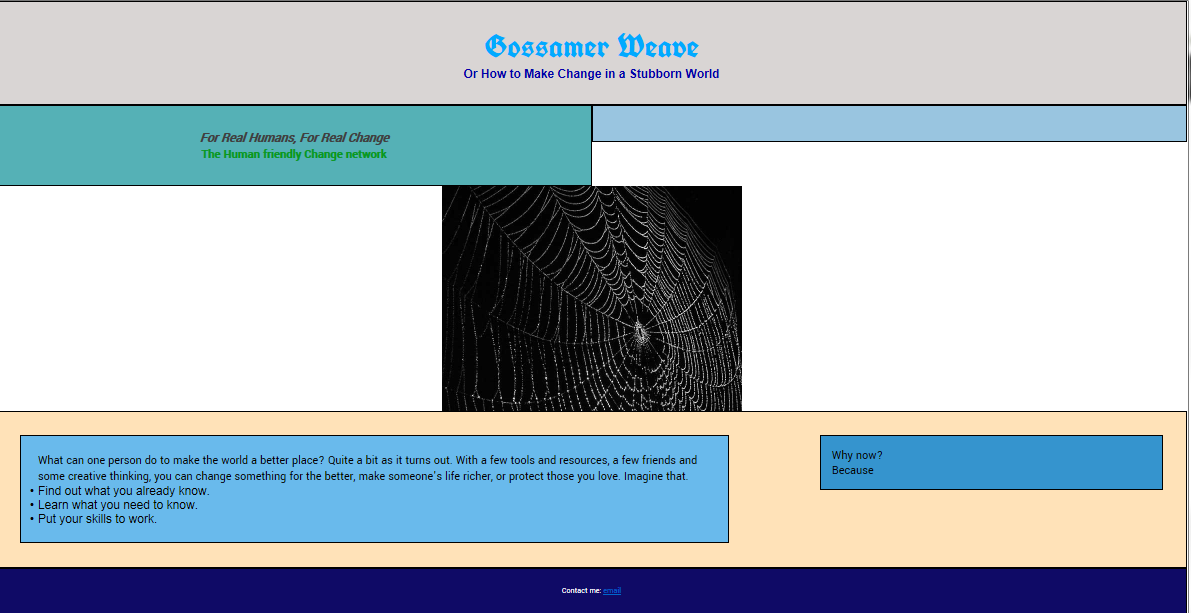 Gossamer Weave
Or How to Make Change in a Stubborn World
For Real Humans, For Real Change
The Human friendly Change network
What can one person do to make the world a better place? Quite a bit as it turns out. With a few tools and resources, a few friends and
some creative thinking, you can change something for the better, make someone's life richer, or protect those you love. Imagine that.
• Find out what you already know.
• Learn what you need to know.
• Put your skills to work.
Why now?
Because
Contact me: email